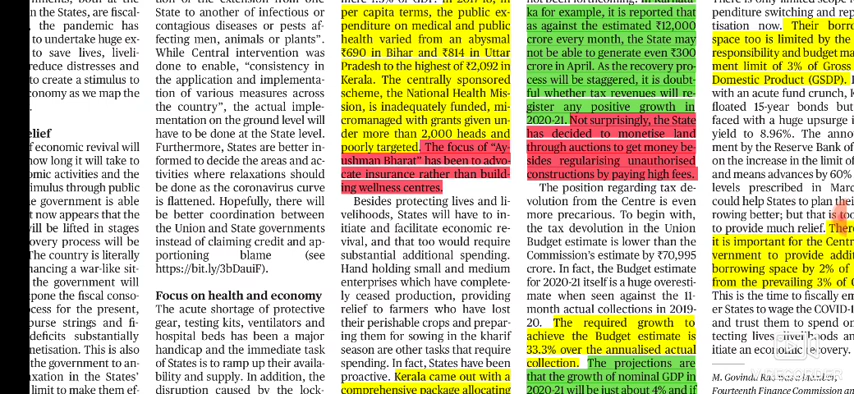 in the States, are fiscal-
, the pandemic has
to undertake huge ex-
to save lives, liveli-
reduce distress and
to create a stimulus to
onomy as we map the
elief
f economic revival will
how long it will take to
omic activities and the
imulus through public
e government is able
now appears that the
will be lifted in stages
overy process will be
The country is literally
nancing a war-like sit-
the government will
pone the fiscal conso-
cess for the present,
ourse strings and fi-
deficits substantially
netisation. This is also
the government to an-
axation in the States'
limit to make them ef-
State to another of infectious or
contagious diseases or pests af-
fecting men, animals or plants”.
While Central intervention was
done to enable, “consistency in
the application and implementa-
tion of various measures across
the country”, the actual imple-
mentation on the ground level will
have to be done at the State level.
Furthermore, States are better in-
formed to decide the areas and ac-
tivities where relaxations should
be done as the coronavirus curve
is flattened. Hopefully, there will
be better coordination between
the Union and State governments
instead of claiming credit and ap-
portioning blame (see
https://bit.ly/3bDauiF).
Focus on health and economy
The acute shortage of protective
gear, testing kits, ventilators and
hospital beds has been a major
handicap and the immediate task
of States is to ramp up their availa-
bility and supply. In addition, the
disruption caused by the lock-
per capita terms, the public ex-
penditure on medical and public
health varied from an abysmal
₹690 in Bihar and ₹814 in Uttar
Pradesh to the highest of ₹2,092 in
Kerala. The centrally sponsored
scheme, the National Health Mis-
sion, is inadequately funded, mi-
cromanaged with grants given un-
der more than 2,000 heads and
poorly targeted. The focus of “Ay-
ushman Bharat” has been to advo-
cate insurance rather than build-
ing wellness centres.
Besides protecting lives and li-
velihoods, States will have to in-
itiate and facilitate economic re-
vival, and that too would require
substantial additional spending.
Hand holding small and medium
enterprises which have complete-
ly ceased production, providing
relief to farmers who have lost
their perishable crops and prepar-
ing them for sowing in the kharif
season are other tasks that require
spending. In fact, States have been
proactive. Kerala came out with a
comprehensive package allocating
ka for example, it is reported that
as against the estimated ₹12,000
crore every month, the State may
not be able to generate even ₹300
crore in April. As the recovery pro-
cess will be staggered, it is doubt-
ful whether tax revenues will re-
gister any positive growth in
2020-21. Not surprisingly, the State
has decided to monetise land
through auctions to get money be-
sides regularising unauthorised
constructions by paying high fees.
The position regarding tax de-
volution from the Centre is even
more precarious. To begin with,
the tax devolution in the Union
Budget estimate is lower than the
Commission's estimate by ₹70,995
crore. In fact, the Budget estimate
for 2020-21 itself is a huge overesti-
mate when seen against the 11-
month actual collections in 2019-
20. The required growth to
achieve the Budget estimate is
33.3% over the annualised actual
collection. The projections are
that the growth of nominal GDP in
2020-21 will be just about 4% and if
penditure switching and rep
tisation now. Their borro
space too is limited by the
responsibility and budget ma
ment limit of 3% of Gross
Domestic Product (GSDP).
with an acute fund crunch, K
floated 15-year bonds but
faced with a huge upsurge i
yield to 8.96%. The anno
ment by the Reserve Bank of
on the increase in the limit of
and means advances by 60%
levels prescribed in Marc
could help States to plan their
rowing better; but that is too
to provide much relief. There
it is important for the Centr
vernment to provide addit
borrowing space by 2% of
from the prevailing 3% of
This is the time to fiscally em
er States to wage the COVID-1
and trust them to spend on
tecting lives, livelihoods and
itiate an economic recovery.
M. Govinda Rao was a Member,
Fourteenth Finance Commission and